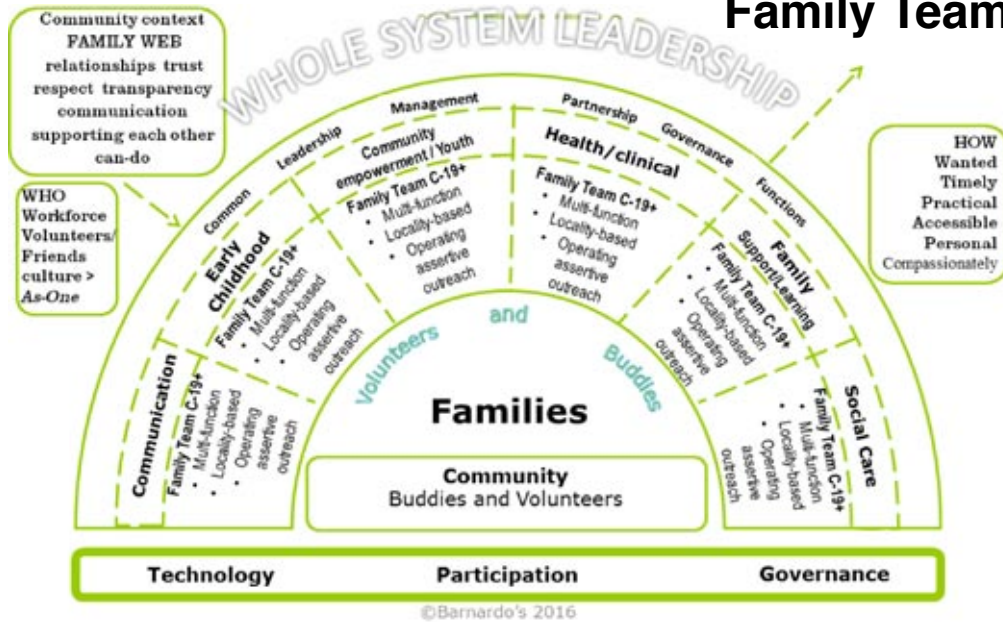 Family Team
WHOLE SYSTEM LEADERSHIP
Community context
FAMILY WEB
relationships trust
respect transparency
communication
supporting each other
can-do
WHO
Workforce
Volunteers/
Friends
culture >
As-One
HOW
Wanted
Timely
Practical
Accessible
Personal
Compassionately
Common Leadership Management Partnership Governance Functions
Communication
Family Team C-19+
• Multi-function
• Locality-based
• Operating
assertive
outreach
Early
Childhood
Family Team C-19+
• Multi-function
• Locality-based
• Operating
assertive
outreach
Community
empowerment / Youth
Family Team C-19+
• Multi-function
• Locality-based
• Operating
assertive
outreach
Health/clinical
Family Team C-19+
• Multi-function
• Locality-based
• Operating
assertive
outreach
Family
Support/Learning
Family Team C-19+
• Multi-function
• Locality-based
• Operating
assertive
outreach
Social Care
Family Team C-19+
• Multi-function
• Locality-based
• Operating
assertive
outreach
Volunteers and Buddies
Families
Community
Buddies and Volunteers
Technology Participation Governance
©Barnardo's 2016